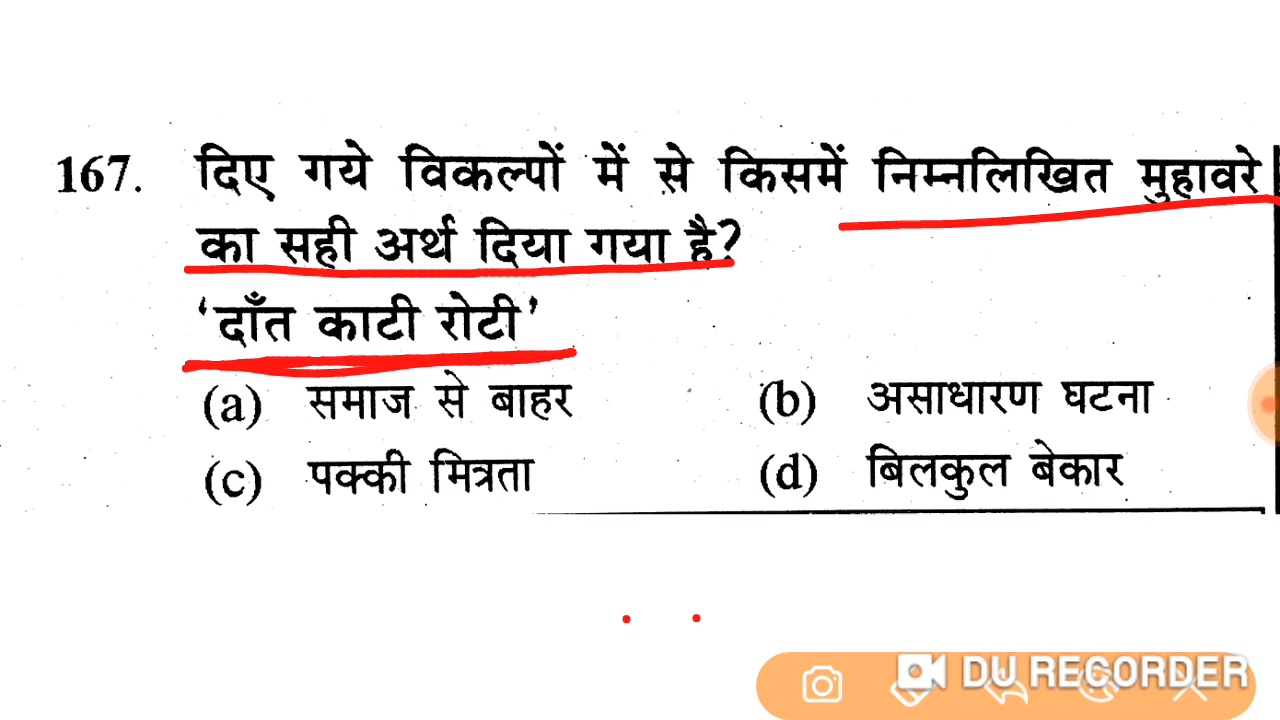 167. दिए गये विकल्पों में से किसमें निम्नलिखित मुहावरे
का सही अर्थ दिया गया है?
‘दाँत काटी रोटी’
(a) समाज से बाहर (b) असाधारण घटना
(c) पक्की मित्रता (d) बिलकुल बेकार
DU RECORDER